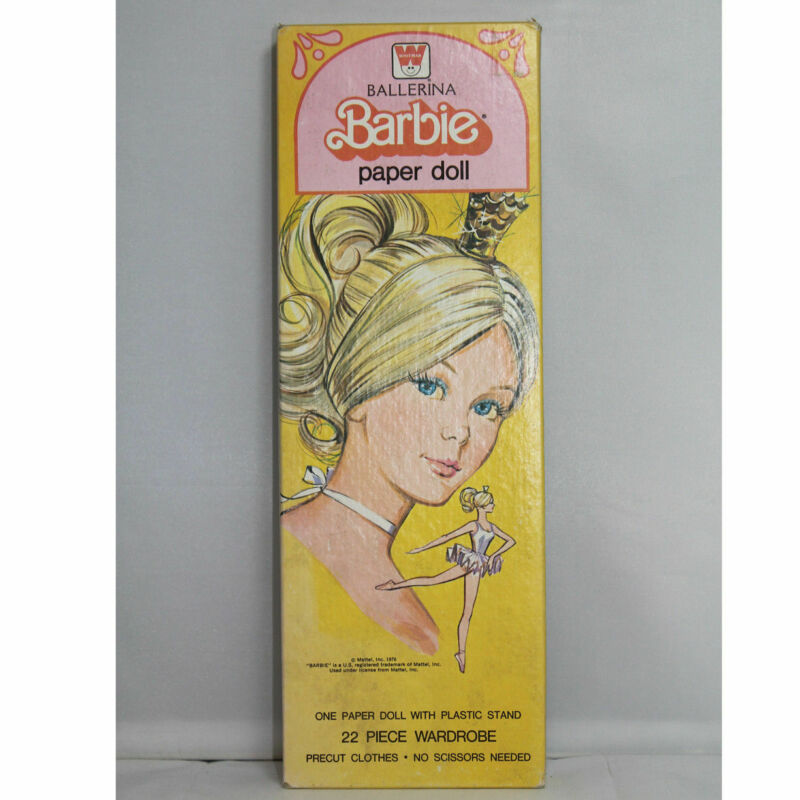 WHITMAN
W
BALLERINA
Barbie®
paper doll
© Mattel, Inc. 1976
"BARBIE" is a U.S. registered trademark of Mattel, Inc.
Used under license from Mattel, Inc.
ONE PAPER DOLL WITH PLASTIC STAND
22 PIECE WARDROBE
PRECUT CLOTHES • NO SCISSORS NEEDED